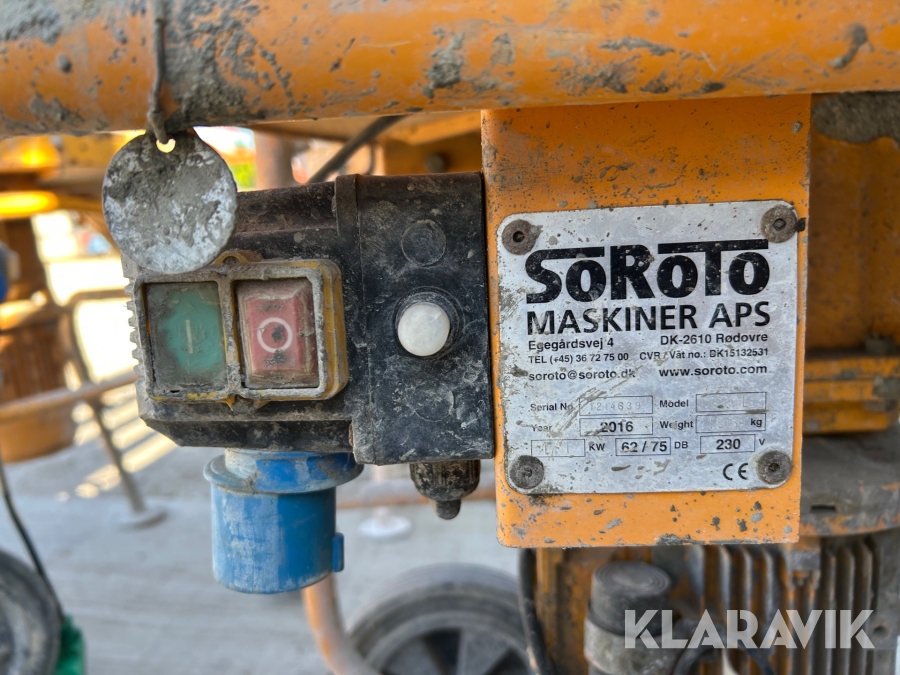 SOROTO
MASKINER APS
Egegårdsvej 4 DK-2610 Rødovre
TEL (+45) 36 72 75 00 CVR / Vat no.: DK15132531
soroto@soroto.dk www.soroto.com
Serial No Model
Year 2016 Weight kg
KW 62/75 DB 230 V
CE
I O
KLARAVIK